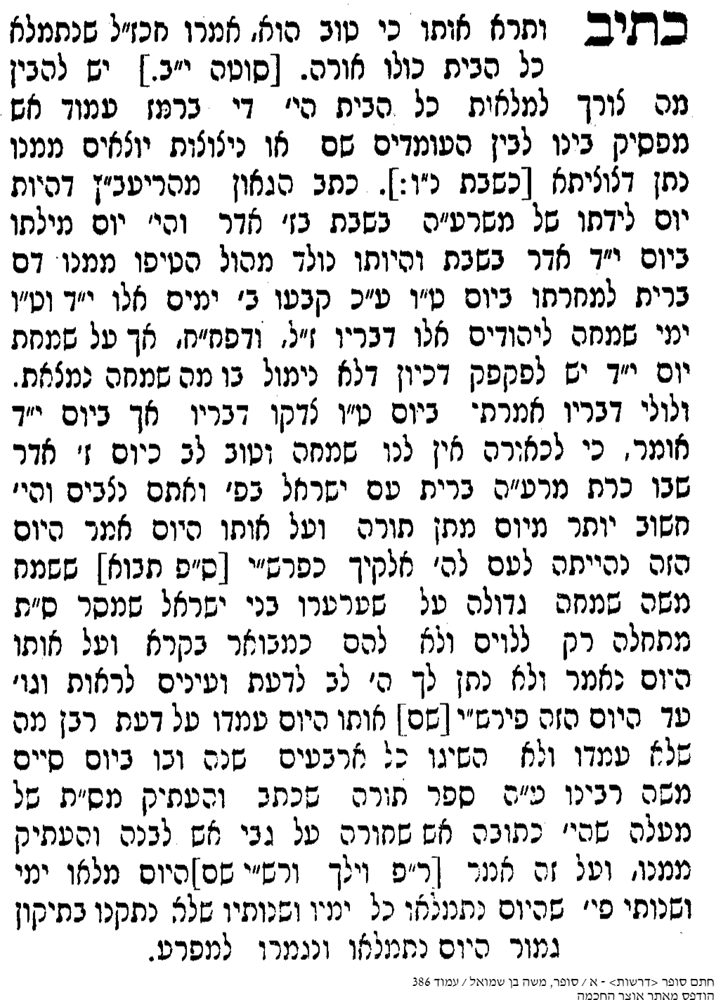 כתיב ותרא אותו כי טוב הוא, אמרו חכז״ל שנתמלא
כל הבית כולו אורה. [סוטה י״ב.] יש להבין
מה צורך למלאות כל הבית הי׳ די ברמז עמוד אש
מפסיק בינו לבין העומדים שם או ניצוצות יוצאים ממנו
כתן דצוציתא [כשבת נ״ו:]. כתב הגאון מהריעב״ץ דהיות
יום לידתו של משרע״ה בשבת בז׳ אדר והי׳ יום מילתו
ביום י״ד אדר בשבת והיותו נולד מהול הטיפו ממנו דם
ברית למחרתו ביום ט״ו ע״כ קבעו ב׳ ימים אלו י״ד וט״ו
ימי שמחה ליהודים אלו דבריו ז״ל, ודפח״ח, אך על שמחת
יום י״ד יש לפקפק דכיון דלא נימול בו מה שמחה נמצאת.
ולולי דבריו אמרתי ביום ט״ו צדקו דבריו אך ביום י״ד
אומר, כי לכאורה אין לנו שמחה וטוב לב כיום ז׳ אדר
שבו כרת מרע״ה ברית עם ישראל בפ׳ ואתם נצבים והי׳
חשוב יותר מיום מתן תורה ועל אותו היום אמר היום
הזה נהייתה לעם לה׳ אלקיך כפרש״י [ס״פ תבוא] ששמח
משה שמחה גדולה על שערערו בני ישראל שמסר ס״ת
מתחלה רק ללוים ולא להם כמבואר בקרא ועל אותו
היום נאמר ולא נתן לך ה׳ לב לדעת ועינים לראות וגו׳
עד היום הזה פירש״י [שם] אותו היום עמדו על דעת רבן מה
שלא עמדו ולא השיגו כל ארבעים שנה ובו ביום סיים
משה רבינו ע״ה ספר תורה שכתב והעתיק מס״ת של
מעלה שהי׳ כתובה אש שחורה על גבי אש לבנה והעתיק
ממנו, ועל זה אמר [ר״פ וילך ורש״י שם] היום מלאו ימי
ושנותי פי׳ שהיום נתמלאו כל ימיו ושנותיו שלא נתקנו בתיקון
גמור היום נתמלאו ונגמרו למפרע.
חתם סופר <דרשות> - א / סופר, משה בן שמואל / עמוד 386
הודפס מאתר אוצר החכמה